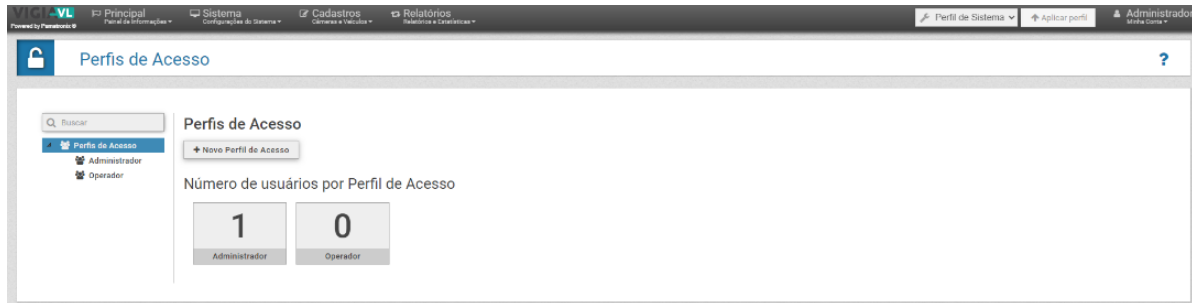 VIGIA-VL
Powered by Pumatronix ©
Principal
Painel de Informações
Sistema
Configurações do Sistema
Cadastros
Câmeras e Veículos
Relatórios
Relatórios e Estatísticas
Perfil de Sistema
Aplicar perfil
Administrador
Minha Conta
Perfis de Acesso
?
Buscar
Perfis de Acesso
Administrador
Operador
Perfis de Acesso
+ Novo Perfil de Acesso
Número de usuários por Perfil de Acesso
1
Administrador
0
Operador